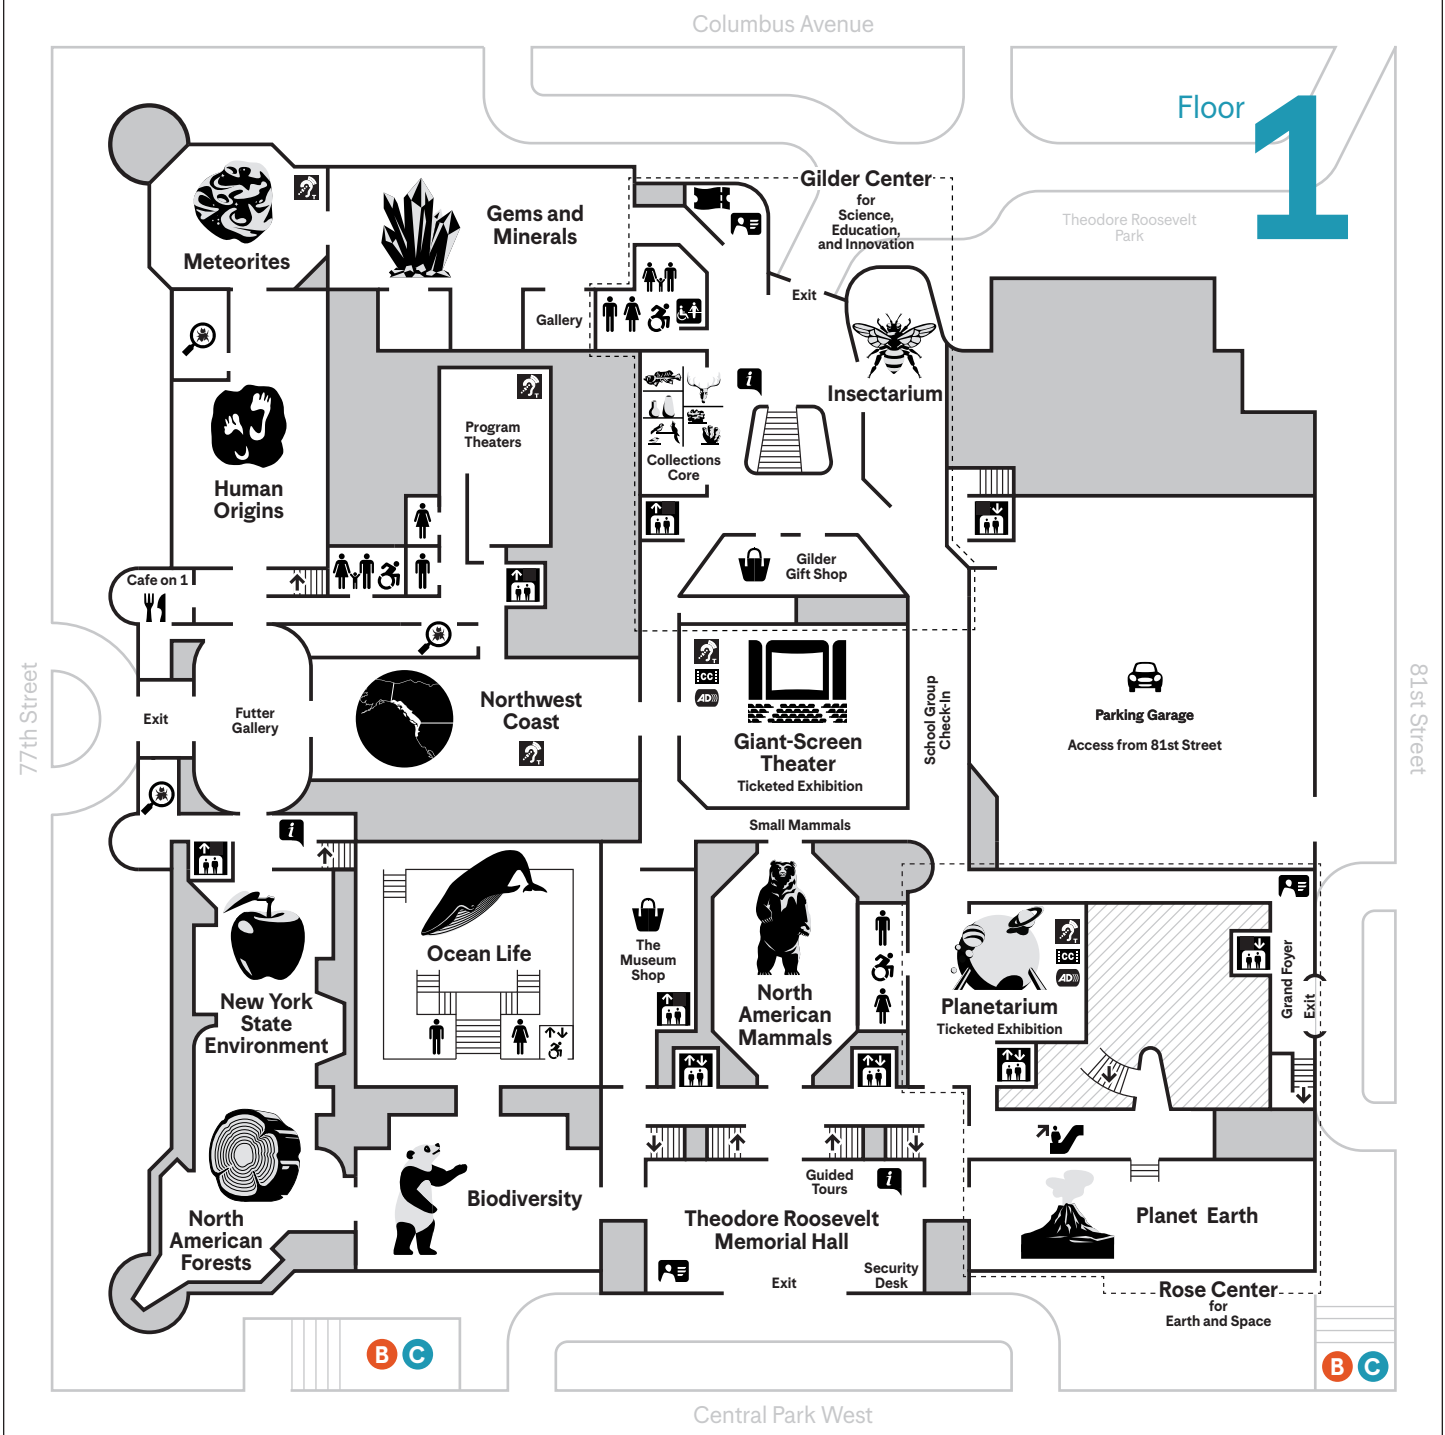 Columbus Avenue
Floor
1
Gilder Center
for
Science,
Education,
and Innovation
Theodore Roosevelt
Park
Gems and
Minerals
Meteorites
Exit
Gallery
i
Insectarium
Program
Theaters
Collections
Core
Human
Origins
Gilder
Gift Shop
Cafe on 1
CC
AD
77th Street
Exit
Futter
Gallery
Northwest
Coast
Giant-Screen
Theater
Ticketed Exhibition
School Group
Check-In
Parking Garage
Access from 81st Street
81st Street
Small Mammals
i
Ocean Life
The
Museum
Shop
New York
State
Environment
North
American
Mammals
CC
AD
Planetarium
Ticketed Exhibition
Grand Foyer
Exit
Guided
Tours
i
Biodiversity
Theodore Roosevelt
Memorial Hall
Planet Earth
North
American
Forests
Exit
Security
Desk
Rose Center
for
Earth and Space
B C
B C
Central Park West